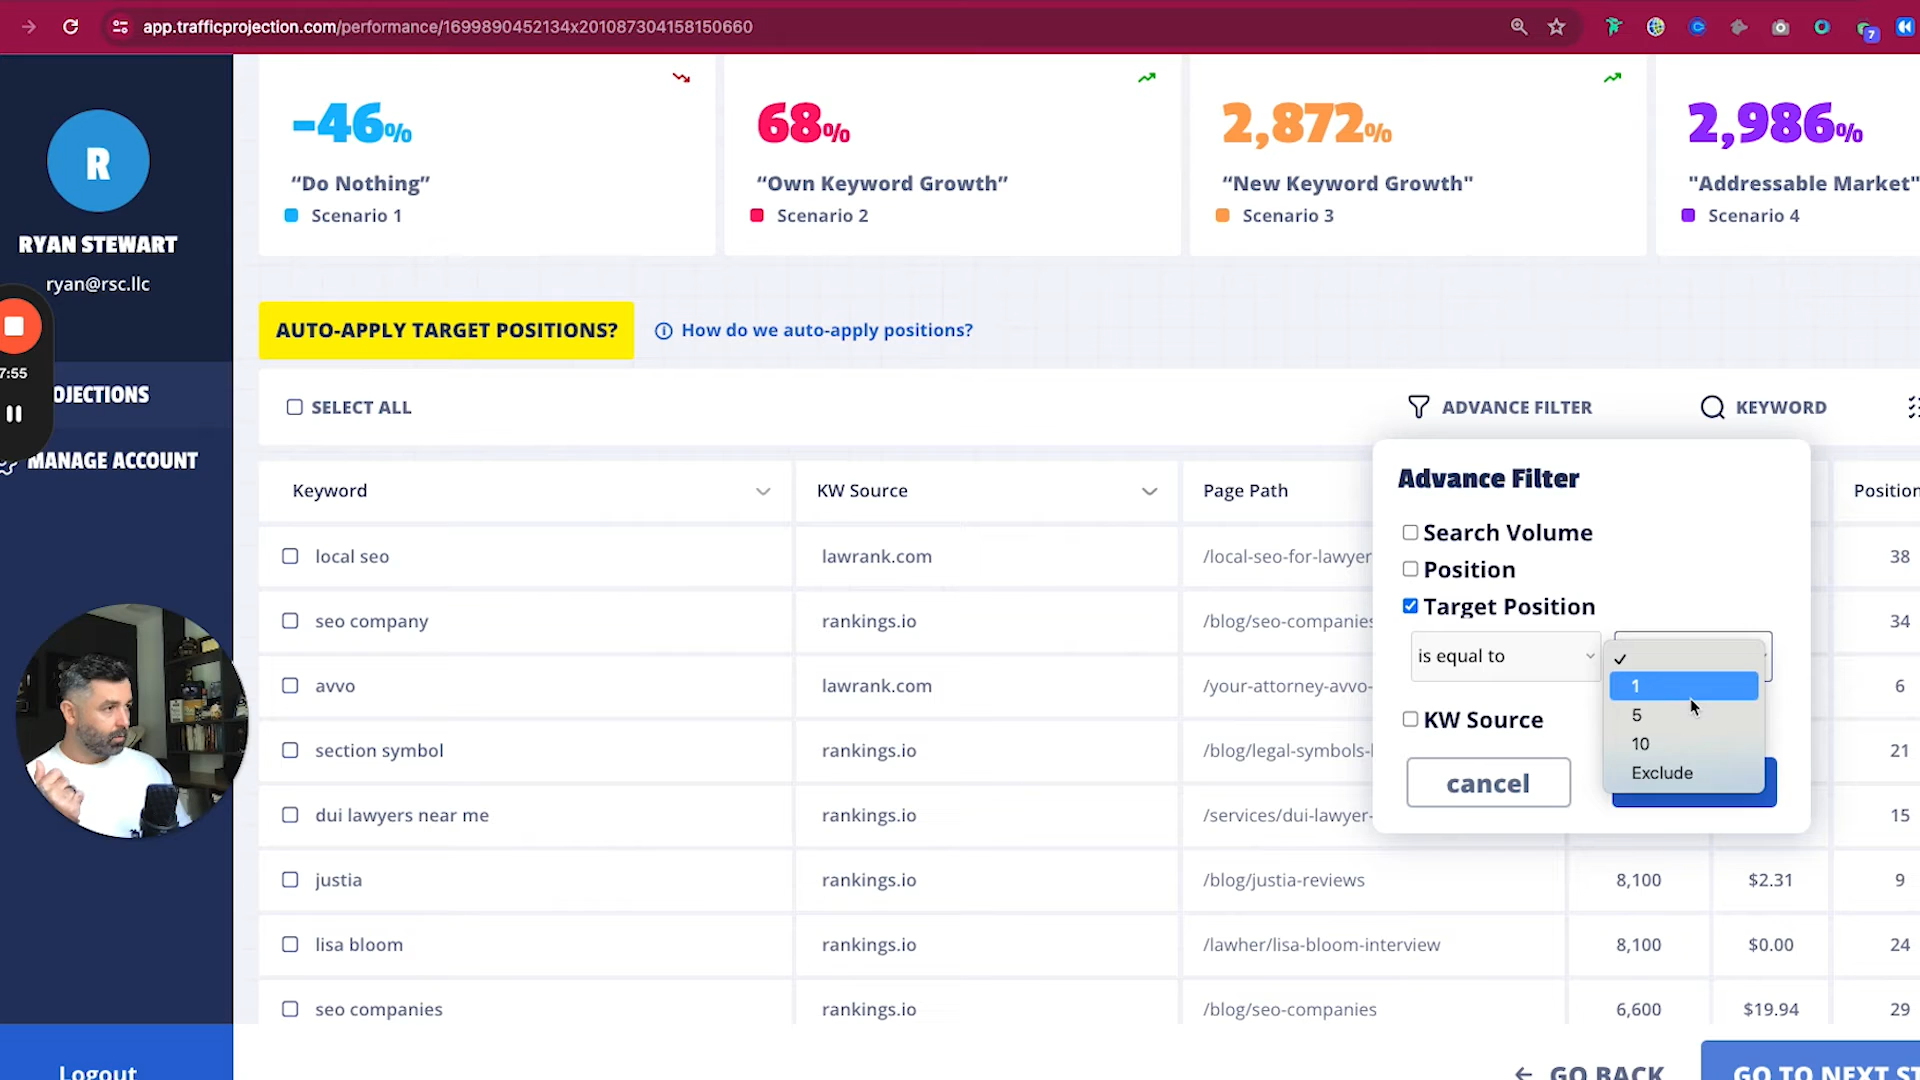 app.trafficprojection.com/performance/1699890452134x201087304158150660
7
R
RYAN STEWART
ryan@rsc.llc
7:55
OJECTIONS
MANAGE ACCOUNT
Logout
-46%
"Do Nothing"
Scenario 1
68%
"Own Keyword Growth"
Scenario 2
2,872%
"New Keyword Growth"
Scenario 3
2,986%
"Addressable Market"
Scenario 4
AUTO-APPLY TARGET POSITIONS?
How do we auto-apply positions?
SELECT ALL
ADVANCE FILTER
KEYWORD
Keyword
KW Source
Page Path
Position
local seo
lawrank.com
/local-seo-for-lawyer
38
seo company
rankings.io
/blog/seo-companies
34
avvo
lawrank.com
/your-attorney-avvo-
6
section symbol
rankings.io
/blog/legal-symbols-
21
dui lawyers near me
rankings.io
/services/dui-lawyer-
15
justia
rankings.io
/blog/justia-reviews
8,100
$2.31
9
lisa bloom
rankings.io
/lawher/lisa-bloom-interview
8,100
$0.00
24
seo companies
rankings.io
/blog/seo-companies
6,600
$19.94
29
Advance Filter
Search Volume
Position
Target Position
is equal to
1
5
10
Exclude
KW Source
cancel
GO BACK
GO TO NEXT ST